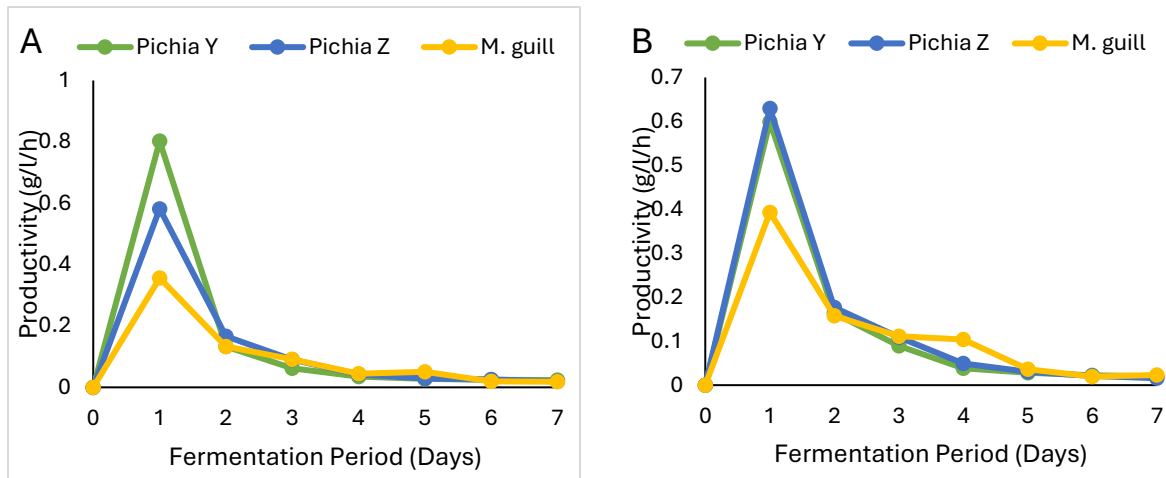 A
Pichia Y Pichia Z M. guill
Productivity (g/l/h)
1
0.8
0.6
0.4
0.2
0
0 1 2 3 4 5 6 7
Fermentation Period (Days)
B
Pichia Y Pichia Z M. guill
Productivity (g/l/h)
0.7
0.6
0.5
0.4
0.3
0.2
0.1
0
0 1 2 3 4 5 6 7
Fermentation Period (Days)